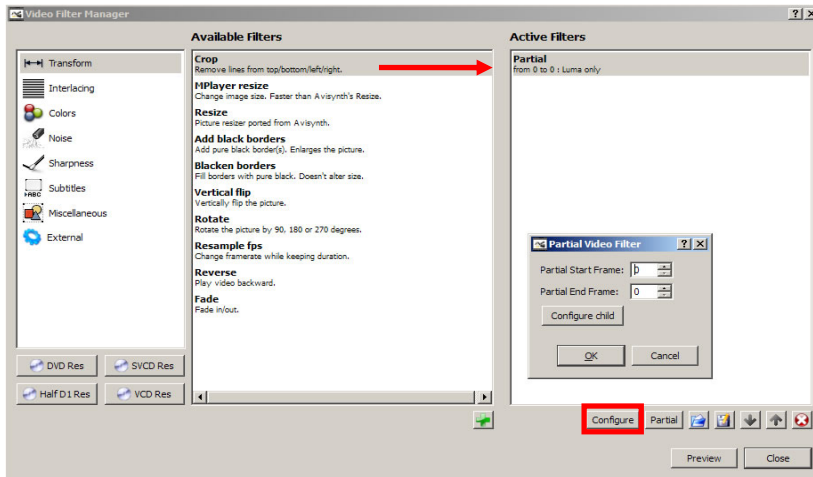 Video Filter Manager
Available Filters
Active Filters
Transform
Interlacing
Colors
Noise
Sharpness
Subtitles
Miscellaneous
External
DVD Res
SVCD Res
Half D1 Res
VCD Res
Crop
Remove lines from top/bottom/left/right.
MPlayer resize
Change image size. Faster than Avisynth's Resize.
Resize
Picture resizer ported from Avisynth.
Add black borders
Add pure black border(s). Enlarges the picture.
Blacken borders
Fill borders with pure black. Doesn't alter size.
Vertical flip
Vertically flip the picture.
Rotate
Rotate the picture by 90, 180 or 270 degrees.
Resample fps
Change framerate while keeping duration.
Reverse
Play video backward.
Fade
Fade in/out.
Partial
from 0 to 0 : Luma only
Partial Video Filter
Partial Start Frame: 0
Partial End Frame: 0
Configure child
OK
Cancel
Configure
Partial
Preview
Close